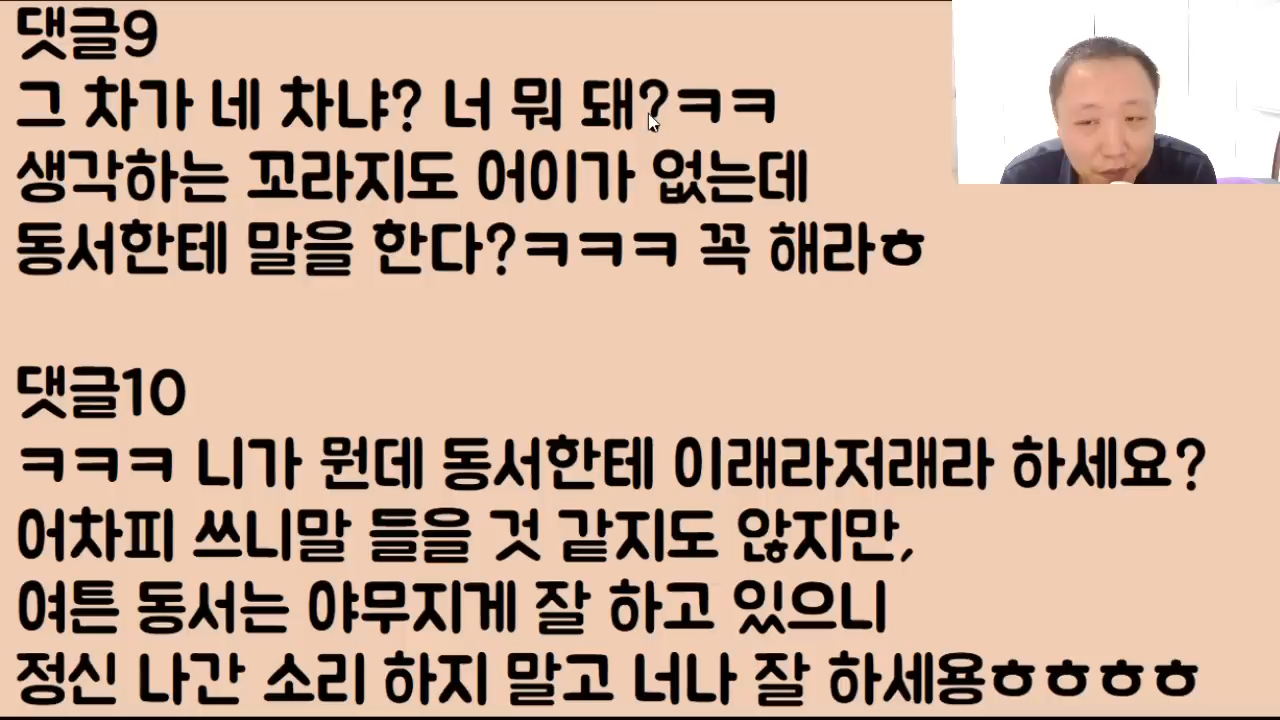 댓글9
그 차가 네 차냐? 너 뭐 돼?ㅋㅋ
생각하는 꼬라지도 어이가 없는데
동서한테 말을 한다?ㅋㅋㅋ 꼭 해라ㅎ
댓글10
ㅋㅋㅋ 니가 뭔데 동서한테 이래라저래라 하세요?
어차피 쓰니말 들을 것 같지도 않지만,
여튼 동서는 야무지게 잘 하고 있으니
정신 나간 소리 하지 말고 너나 잘 하세용ㅎㅎㅎㅎ